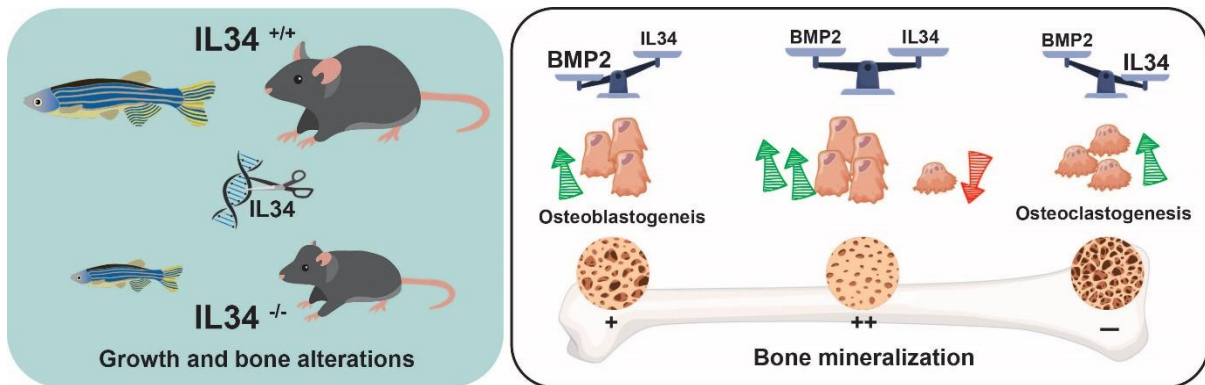 IL34 +/+
IL34
IL34 -/-
Growth and bone alterations
BMP2
IL34
BMP2
IL34
BMP2
IL34
Osteoblastogeneis
Osteoclastogenesis
+
++
–
Bone mineralization